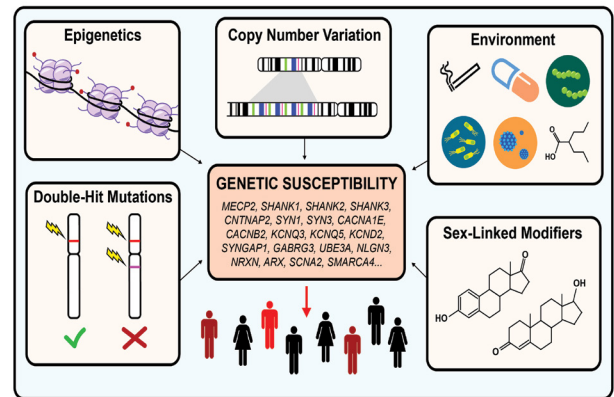 Epigenetics
Copy Number Variation
Environment
HO
O
Double-Hit Mutations
GENETIC SUSCEPTIBILITY
MECP2, SHANK1, SHANK2, SHANK3,
CNTNAP2, SYN1, SYN3, CACNA1E,
CACNB2, KCNQ3, KCNQ5, KCND2,
SYNGAP1, GABRG3, UBE3A, NLGN3,
NRXN, ARX, SCNA2, SMARCA4...
Sex-Linked Modifiers
O
HO
OH
O